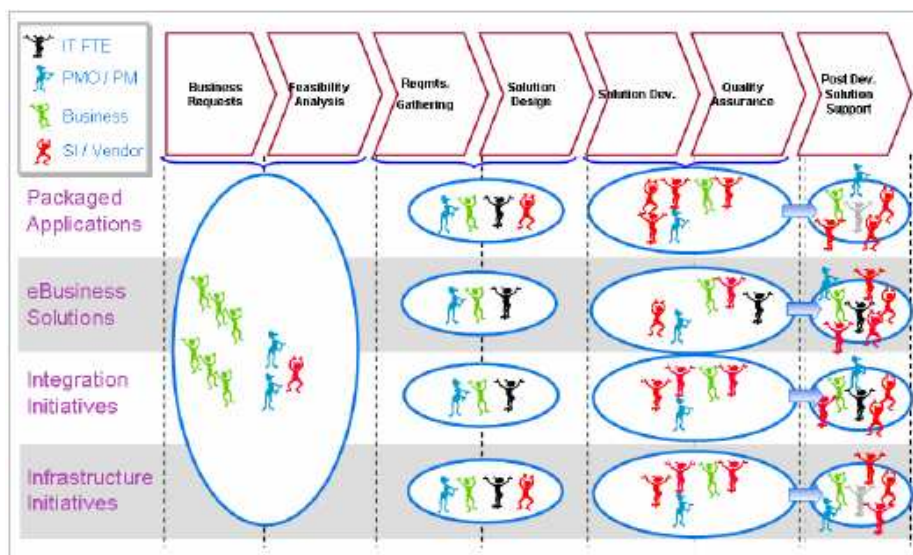 IT FTE
PMO / PM
Business
SI / Vendor
Business
Requests
Feasibility
Analysis
Reqmts.
Gathering
Solution
Design
Solution Dev..
Quality
Assurance
Post Dev.
Solution
Support
Packaged
Applications
eBusiness
Solutions
Integration
Initiatives
Infrastructure
Initiatives